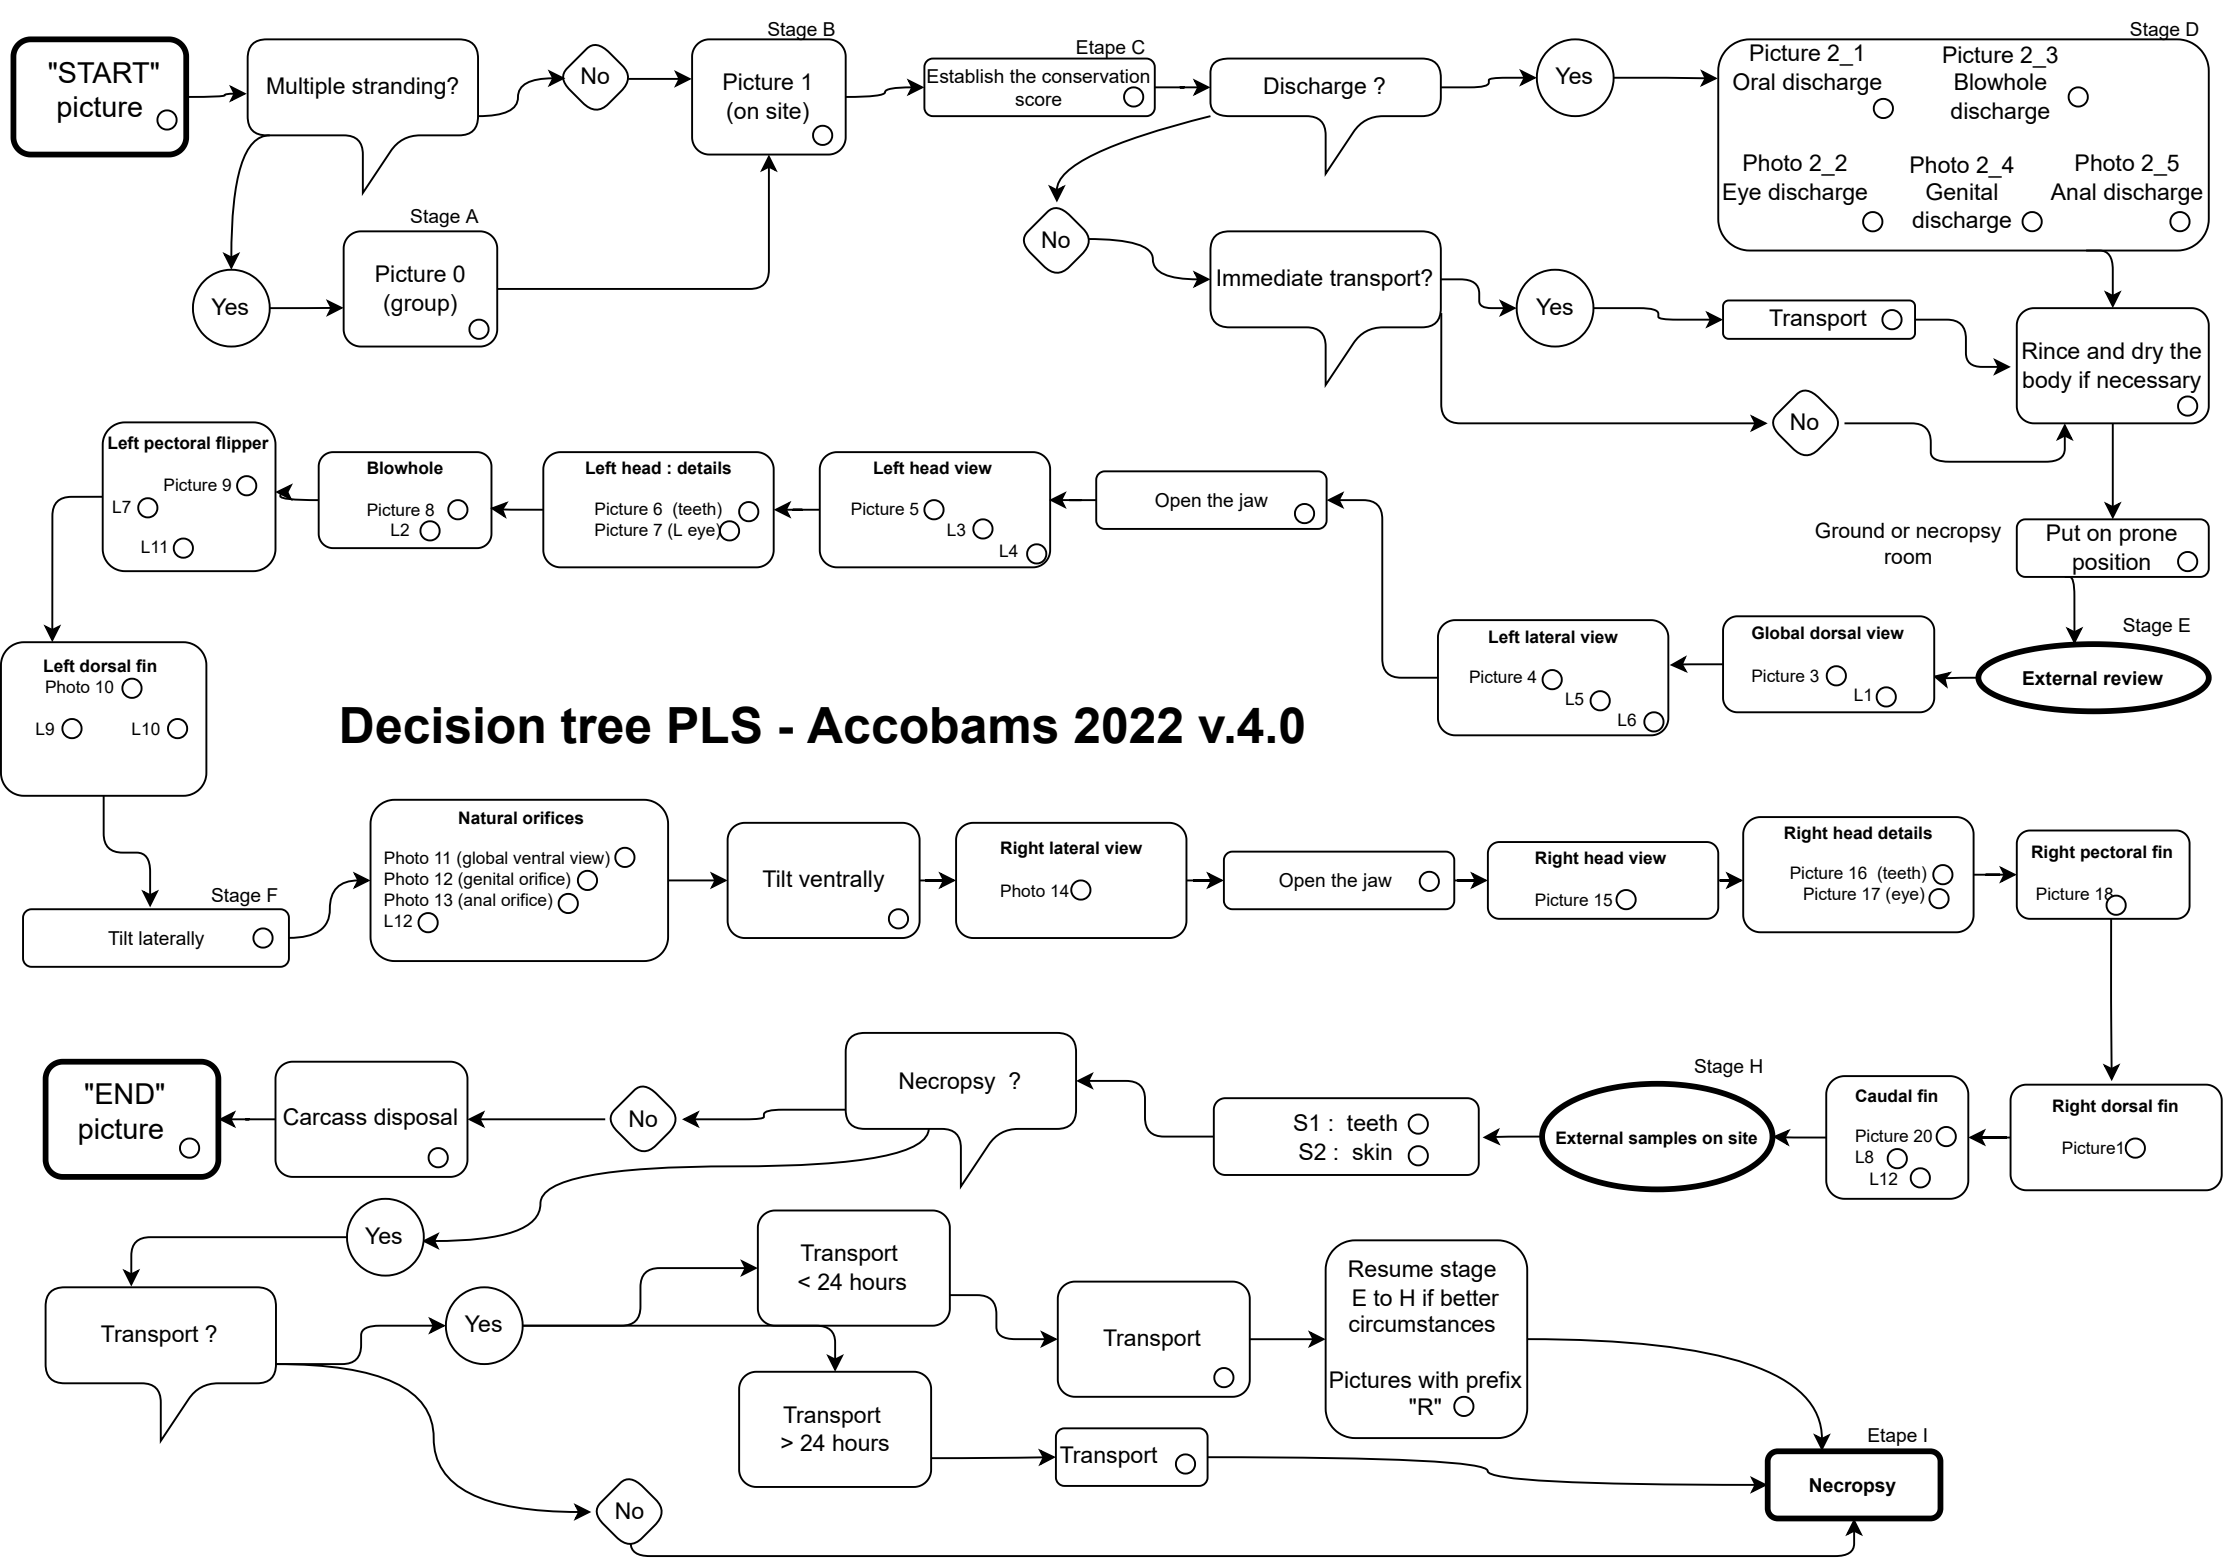 "START"
picture
Multiple stranding?
No
Stage B
Picture 1
(on site)
Etape C
Establish the conservation
score
Discharge ?
Yes
Stage D
Picture 2_1
Oral discharge
Picture 2_3
Blowhole
discharge
Photo 2_2
Eye discharge
Photo 2_4
Genital
discharge
Photo 2_5
Anal discharge
Yes
Stage A
Picture 0
(group)
No
Immediate transport?
Yes
Transport
No
Rince and dry the
body if necessary
Ground or necropsy
room
Put on prone
position
Stage E
External review
Global dorsal view
Picture 3
L1
Left lateral view
Picture 4
L5
L6
Open the jaw
Left head view
Picture 5
L3
L4
Left head : details
Picture 6 (teeth)
Picture 7 (L eye)
Blowhole
Picture 8
L2
Left pectoral flipper
Picture 9
L7
L11
Left dorsal fin
Photo 10
L9
L10
Decision tree PLS - Accobams 2022 v.4.0
Stage F
Tilt laterally
Natural orifices
Photo 11 (global ventral view)
Photo 12 (genital orifice)
Photo 13 (anal orifice)
L12
Tilt ventrally
Right lateral view
Photo 14
Open the jaw
Right head view
Picture 15
Right head details
Picture 16 (teeth)
Picture 17 (eye)
Right pectoral fin
Picture 18
Right dorsal fin
Picture1
Caudal fin
Picture 20
L8
L12
Stage H
External samples on site
S1 : teeth
S2 : skin
Necropsy ?
No
Carcass disposal
"END"
picture
Yes
Transport ?
Yes
Transport
< 24 hours
Transport
Resume stage
E to H if better
circumstances
Pictures with prefix
"R"
Transport
> 24 hours
Transport
No
Etape I
Necropsy